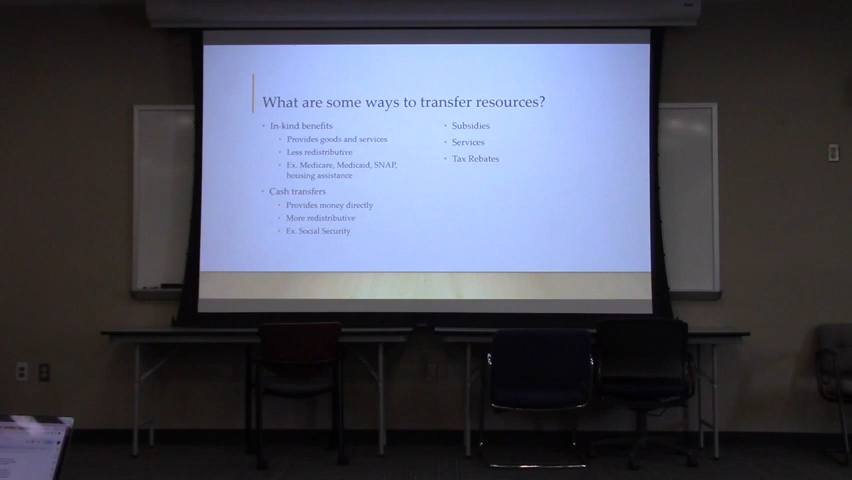 What are some ways to transfer resources?
In-kind benefits
Provides goods and services
Less redistributive
Ex. Medicare, Medicaid, SNAP,
housing assistance
Cash transfers
Provides money directly
More redistributive
Ex. Social Security
Subsidies
Services
Tax Rebates